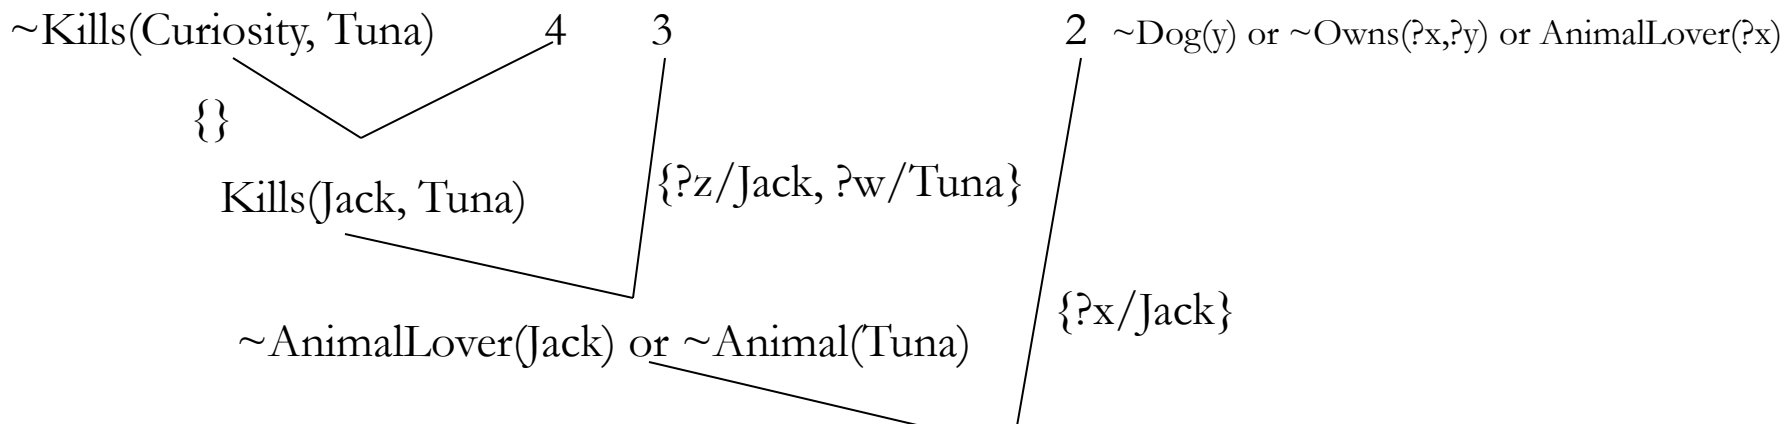 ~Kills(Curiosity, Tuna) 4 3 2 ~Dog(y) or ~Owns(?x,?y) or AnimalLover(?x)
{}
Kills(Jack, Tuna) {?z/Jack, ?w/Tuna}
~AnimalLover(Jack) or ~Animal(Tuna) {?x/Jack}